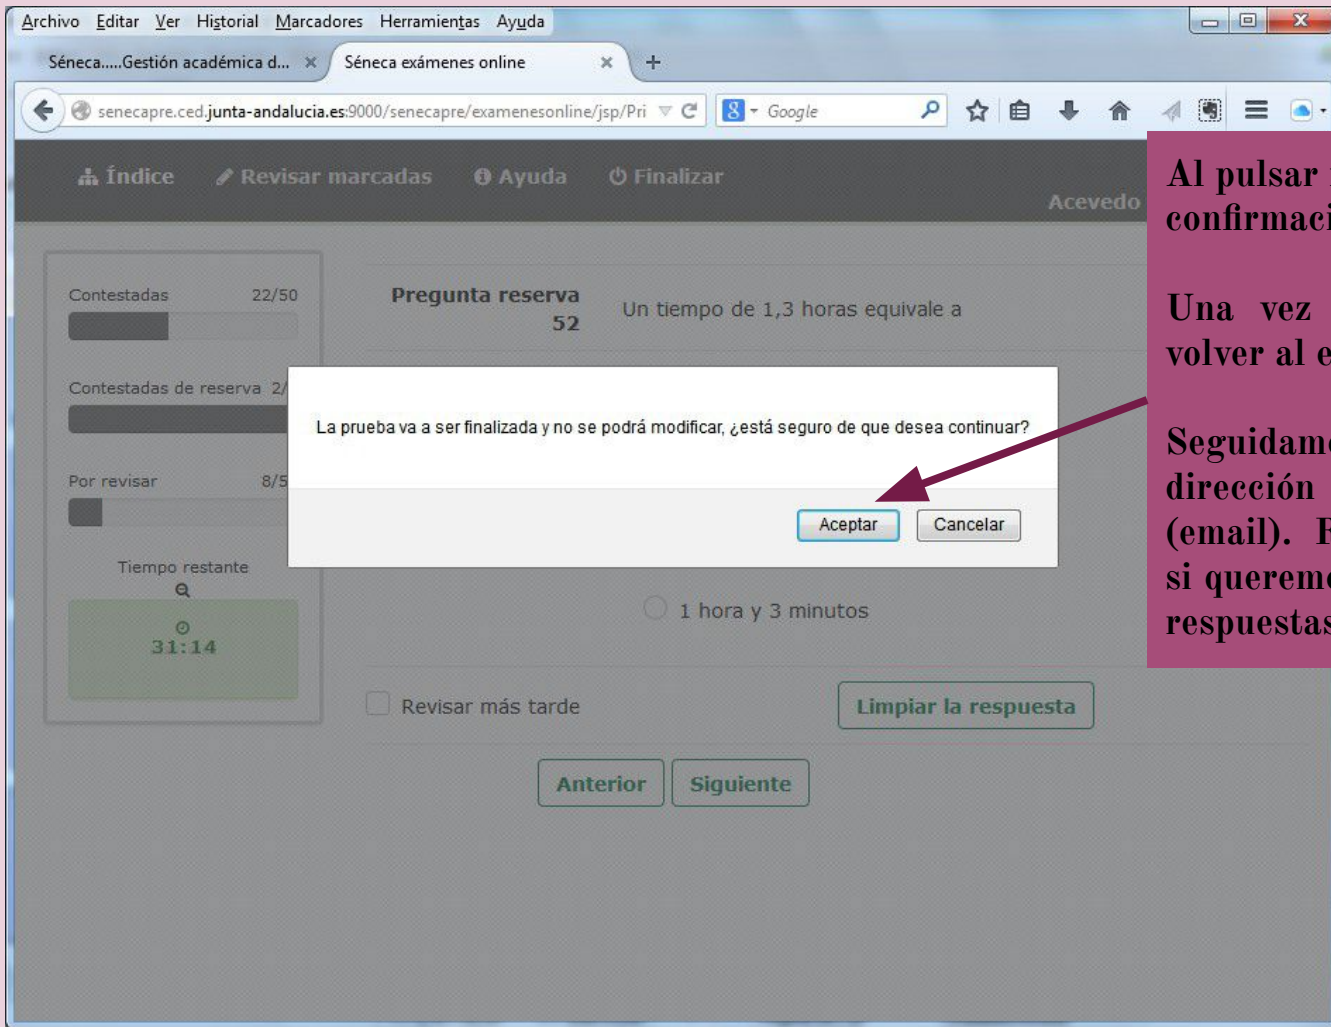 Archivo Editar Ver Historial Marcadores Herramientas Ayuda
Séneca.....Gestión académica d... Séneca exámenes online
senecapre.ced.junta-andalucia.es:9000/senecapre/examenesonline/jsp/Pri Google
Índice Revisar marcadas Ayuda Finalizar
Acevedo
Contestadas 22/50
Contestadas de reserva 2/
Por revisar 8/5
Tiempo restante
31:14
Pregunta reserva
52
Un tiempo de 1,3 horas equivale a
La prueba va a ser finalizada y no se podrá modificar, ¿está seguro de que desea continuar?
Aceptar Cancelar
1 hora y 3 minutos
Revisar más tarde Limpiar la respuesta
Anterior Siguiente
Al pulsar
confirmaci
Una vez
volver al e
Seguidame
dirección
(email).
si queremo
respuestas